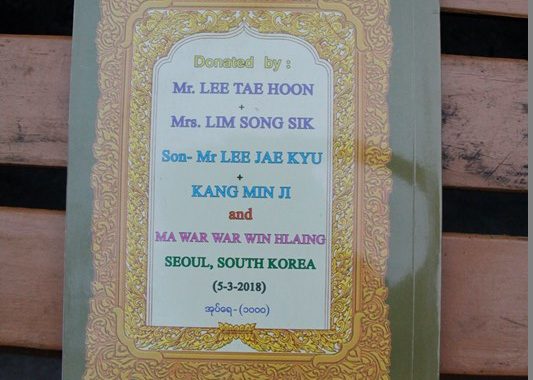 Donated by :
Mr. LEE TAE HOON
+
Mrs. LIM SONG SIK
Son- Mr LEE JAE KYU
+
KANG MIN JI
and
MA WAR WAR WIN HLAING
SEOUL, SOUTH KOREA
(5-3-2018)
အုပ်ရေ - (၁၀၀၀)